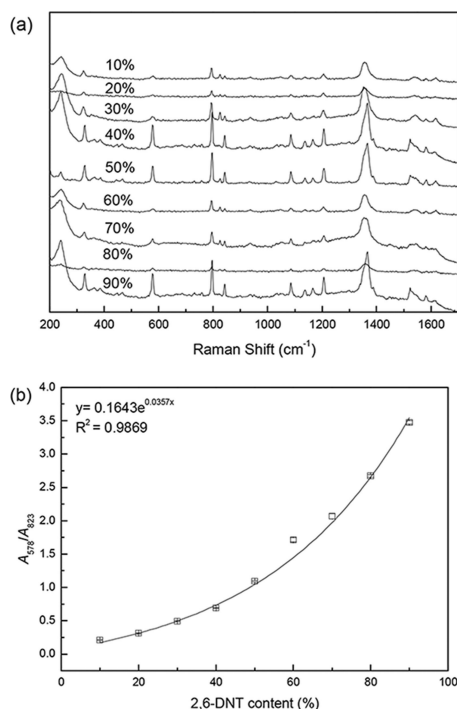 (a)
10%
20%
30%
40%
50%
60%
70%
80%
90%
200 400 600 800 1000 1200 1400 1600
Raman Shift (cm-1)
(b)
4.0
y= 0.1643e0.0357x
3.5
R2 = 0.9869
3.0
2.5
2.0
1.5
1.0
0.5
0.0
A578/A823
0 20 40 60 80 100
2,6-DNT content (%)